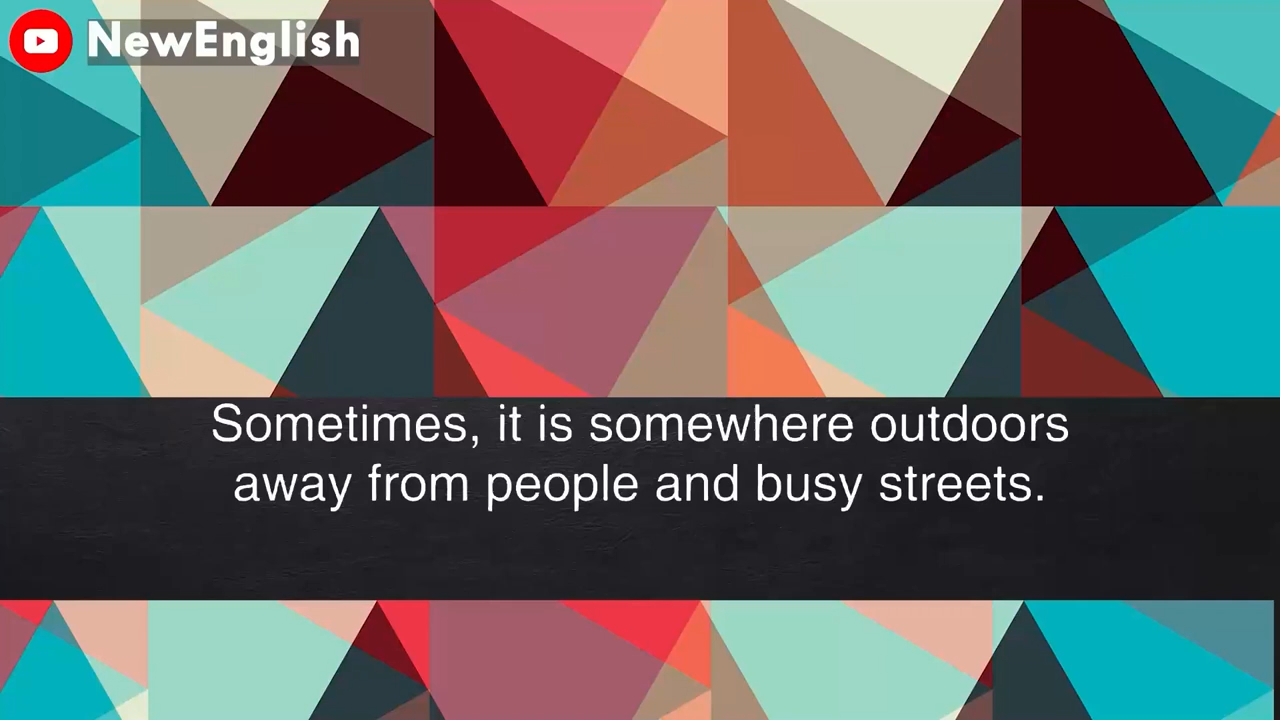 NewEnglish
Sometimes, it is somewhere outdoors
away from people and busy streets.